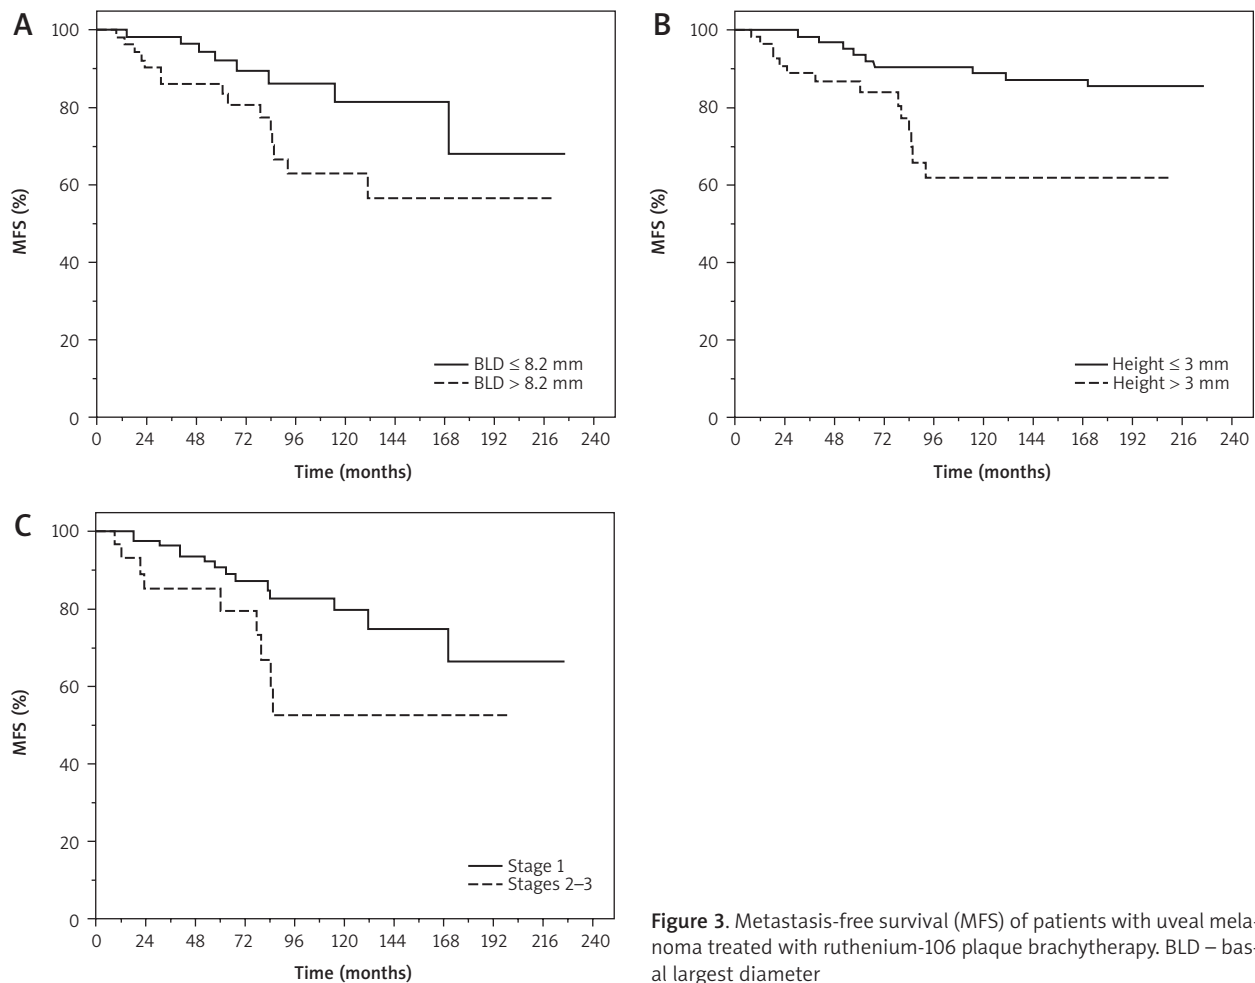 A
100
80
60
40
20
0
MFS (%)
BLD ≤ 8.2 mm
BLD > 8.2 mm
0 24 48 72 96 120 144 168 192 216 240
Time (months)
B
100
80
60
40
20
0
MFS (%)
Height ≤ 3 mm
Height > 3 mm
0 24 48 72 96 120 144 168 192 216 240
Time (months)
C
100
80
60
40
20
0
MFS (%)
Stage 1
Stages 2–3
0 24 48 72 96 120 144 168 192 216 240
Time (months)
Figure 3. Metastasis-free survival (MFS) of patients with uveal mela-
noma treated with ruthenium-106 plaque brachytherapy. BLD – bas-
al largest diameter